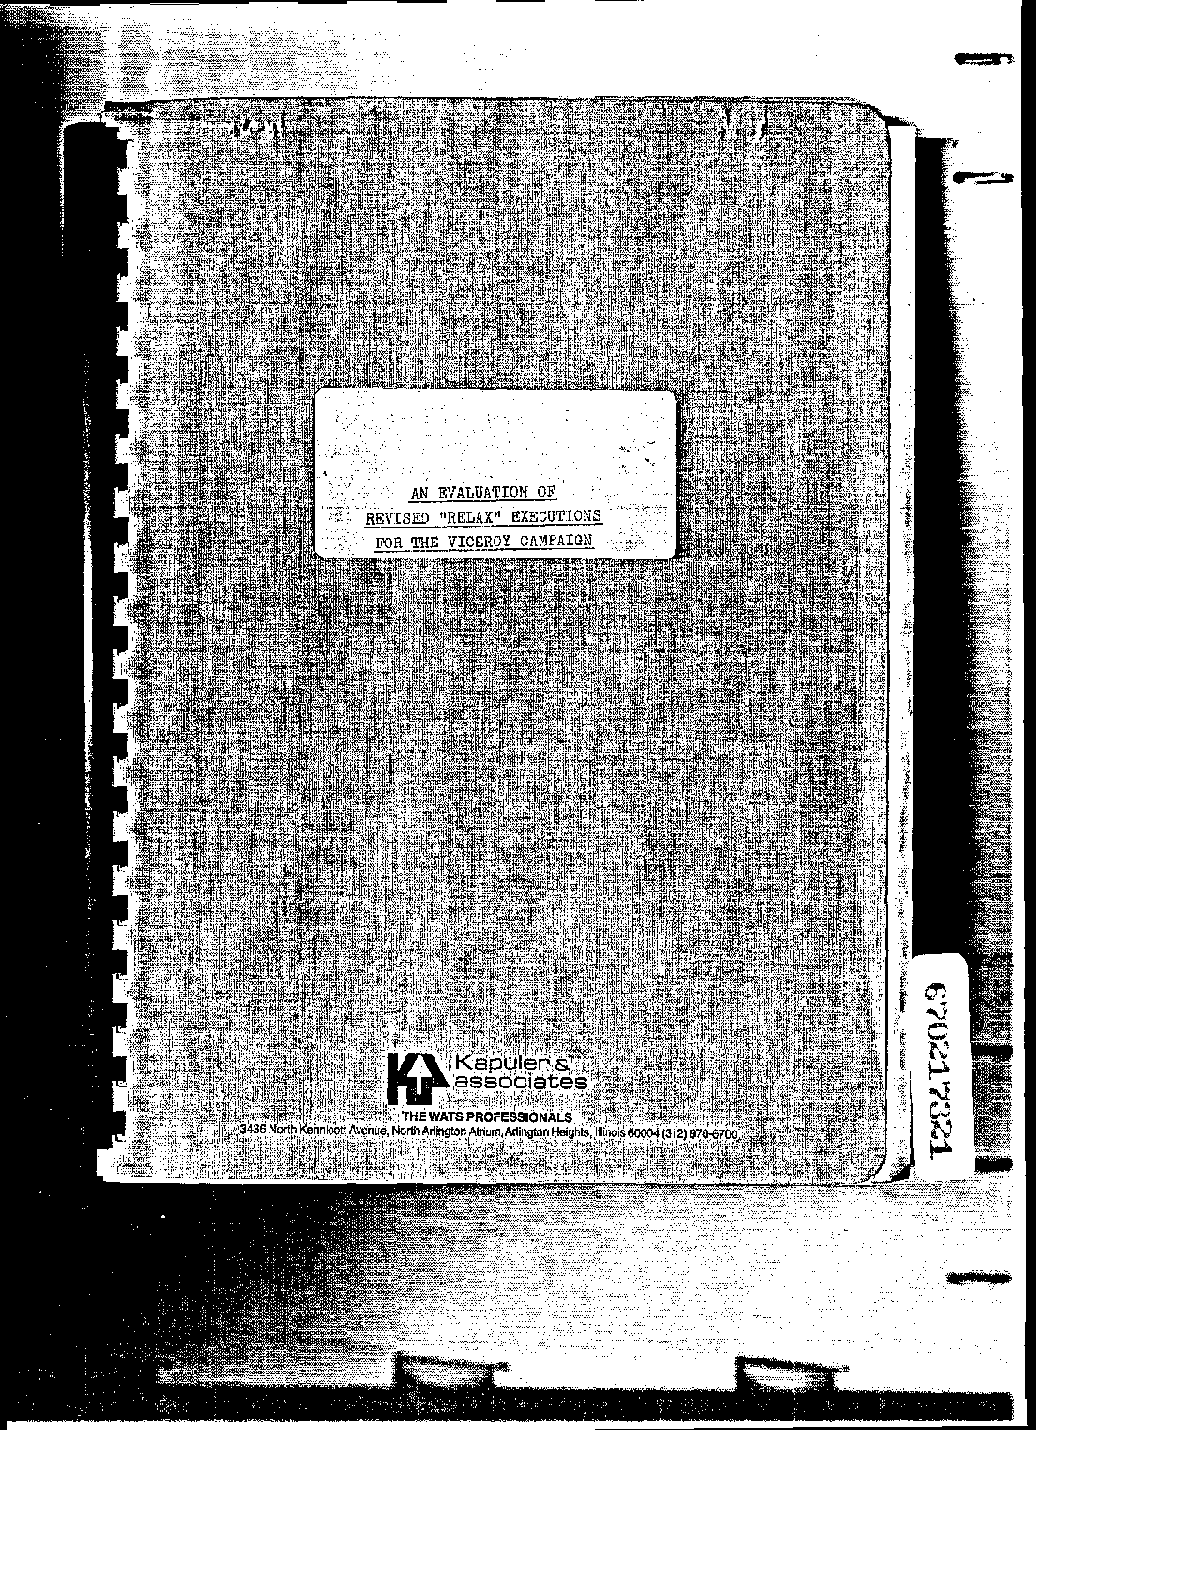 AN EVALUATION OF
REVISED "RELAX" EXECUTIONS
FOR THE VICEROY CAMPAIGN
Kapuler &
associates
THE WATS PROFESSIONALS
3436 North Kennicott Avenue, North Arlington Atrium, Arlington Heights, Illinois 60004 (312) 870-6700